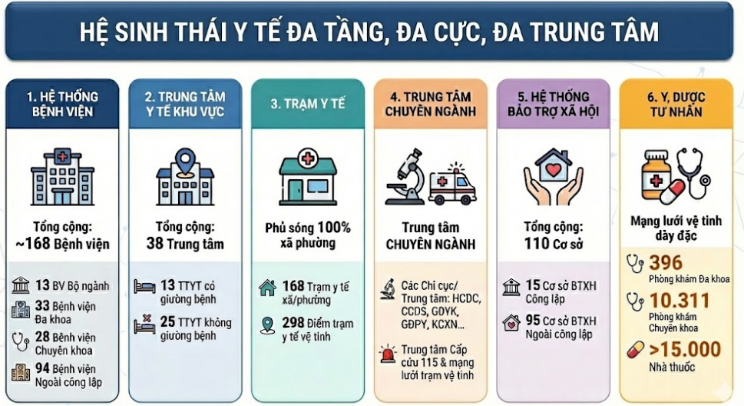 HỆ SINH THÁI Y TẾ ĐA TẦNG, ĐA CỰC, ĐA TRUNG TÂM
1. HỆ THỐNG
BỆNH VIỆN
Tổng cộng:
~168 Bệnh viện
13 BV Bộ ngành
33 Bệnh viện
Đa khoa
28 Bệnh viện
Chuyên khoa
94 Bệnh viện
Ngoài công lập
2. TRUNG TÂM
Y TẾ KHU VỰC
Tổng cộng:
38 Trung tâm
13 TTYT có
giường bệnh
25 TTYT không
giường bệnh
3. TRẠM Y TẾ
Phủ sóng 100%
xã phường
168 Trạm y tế
xã/phường
298 Điểm trạm
y tế vệ tinh
4. TRUNG TÂM
CHUYÊN NGÀNH
Trung tâm
CHUYÊN NGÀNH
Các Chi cục/
Trung tâm: HCDC,
CCDS, GDYK,
GĐPY, KCXN...
Trung tâm Cấp
cứu 115 & mạng
lưới trạm vệ tinh
5. HỆ THỐNG
BẢO TRỢ XÃ HỘI
Tổng cộng:
110 Cơ sở
15 Cơ sở BTXH
Công lập
95 Cơ sở BTXH
Ngoài công lập
6. Y, DƯỢC
TƯ NHÂN
Mạng lưới vệ tinh
dày đặc
396
Phòng khám Đa khoa
10.311
Phòng khám
Chuyên khoa
>15.000
Nhà thuốc